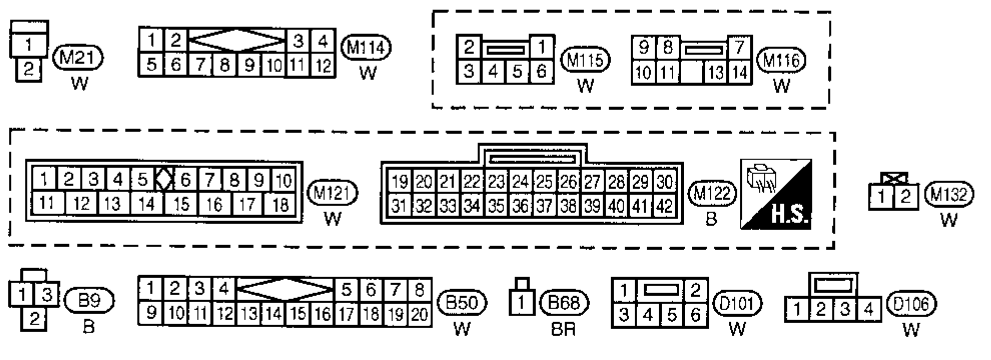 1
2
M21
W
1 2 3 4
5 6 7 8 9 10 11 12
M114
W
2 1
3 4 5 6
M115
W
9 8 7
10 11 13 14
M116
W
1 2 3 4 5 6 7 8 9 10
11 12 13 14 15 16 17 18
M121
W
19 20 21 22 23 24 25 26 27 28 29 30
31 32 33 34 35 36 37 38 39 40 41 42
M122
B
H.S.
1 2
M132
W
1 3
2
B9
B
1 2 3 4 5 6 7 8
9 10 11 12 13 14 15 16 17 18 19 20
B50
W
1
B68
BR
1 2
3 4 5 6
D101
W
1 2 3 4
D106
W